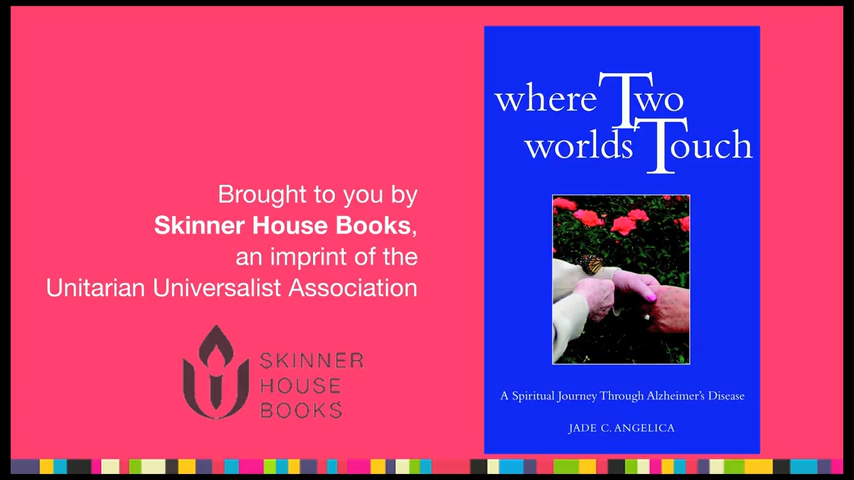 Brought to you by
Skinner House Books,
an imprint of the
Unitarian Universalist Association
SKINNER
HOUSE
BOOKS
where Two
worlds Touch
A Spiritual Journey Through Alzheimer's Disease
JADE C. ANGELICA